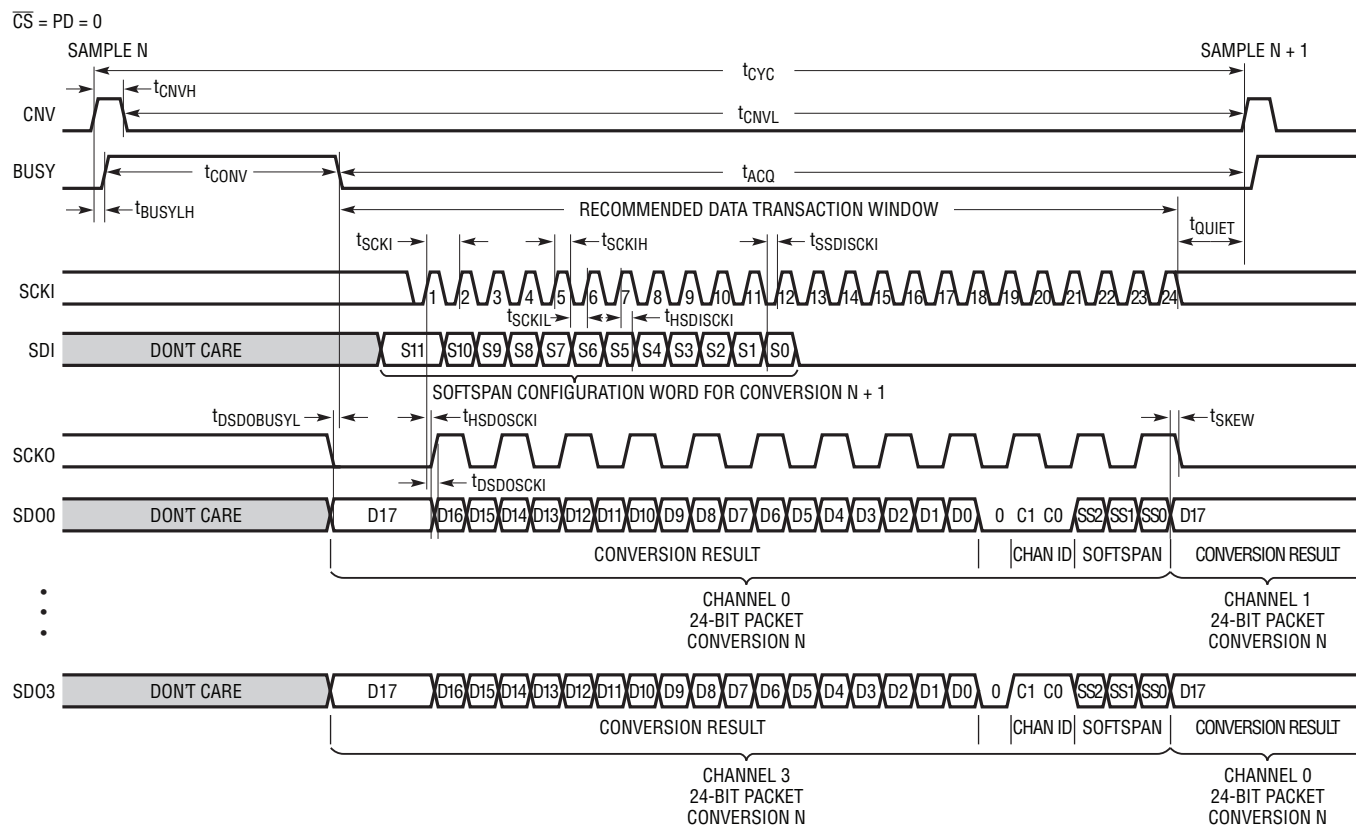 CS = PD = 0
SAMPLE N
SAMPLE N + 1
tCYC
tCNVH
CNV
tCNVL
BUSY
tCONV
tACQ
tBUSYLH
RECOMMENDED DATA TRANSACTION WINDOW
tQUIET
tSCKI
tSCKIH
tSSDISCKI
SCKI
1 2 3 4 5 6 7 8 9 10 11 12 13 14 15 16 17 18 19 20 21 22 23 24
tSCKIL
tHSDISCKI
SDI
DON'T CARE
S11 S10 S9 S8 S7 S6 S5 S4 S3 S2 S1 S0
SOFTSPAN CONFIGURATION WORD FOR CONVERSION N + 1
tDSDOBUSYL
tHSDOSCKI
tSKEW
SCKO
tDSDOSCKI
SDO0
DON'T CARE
D17 D16 D15 D14 D13 D12 D11 D10 D9 D8 D7 D6 D5 D4 D3 D2 D1 D0 0 C1 C0 SS2 SS1 SS0 D17
CONVERSION RESULT
CHAN ID
SOFTSPAN
CONVERSION RESULT
CHANNEL 0
24-BIT PACKET
CONVERSION N
CHANNEL 1
24-BIT PACKET
CONVERSION N
SDO3
DON'T CARE
D17 D16 D15 D14 D13 D12 D11 D10 D9 D8 D7 D6 D5 D4 D3 D2 D1 D0 0 C1 C0 SS2 SS1 SS0 D17
CONVERSION RESULT
CHAN ID
SOFTSPAN
CONVERSION RESULT
CHANNEL 3
24-BIT PACKET
CONVERSION N
CHANNEL 0
24-BIT PACKET
CONVERSION N